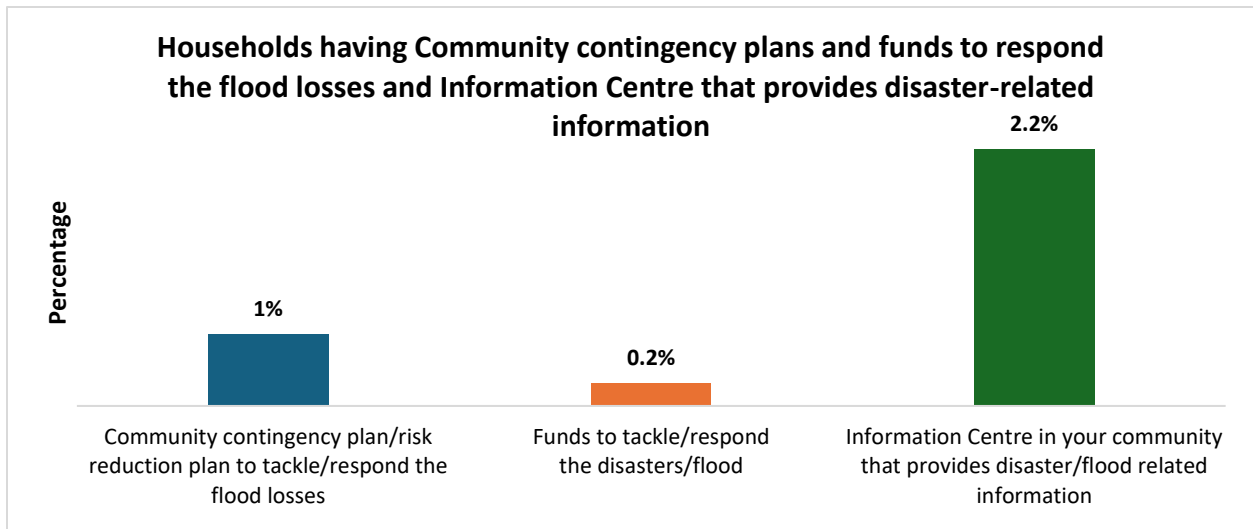 Households having Community contingency plans and funds to respond
the flood losses and Information Centre that provides disaster-related
information
Percentage
1%
0.2%
2.2%
Community contingency plan/risk
reduction plan to tackle/respond the
flood losses
Funds to tackle/respond
the disasters/flood
Information Centre in your community
that provides disaster/flood related
information